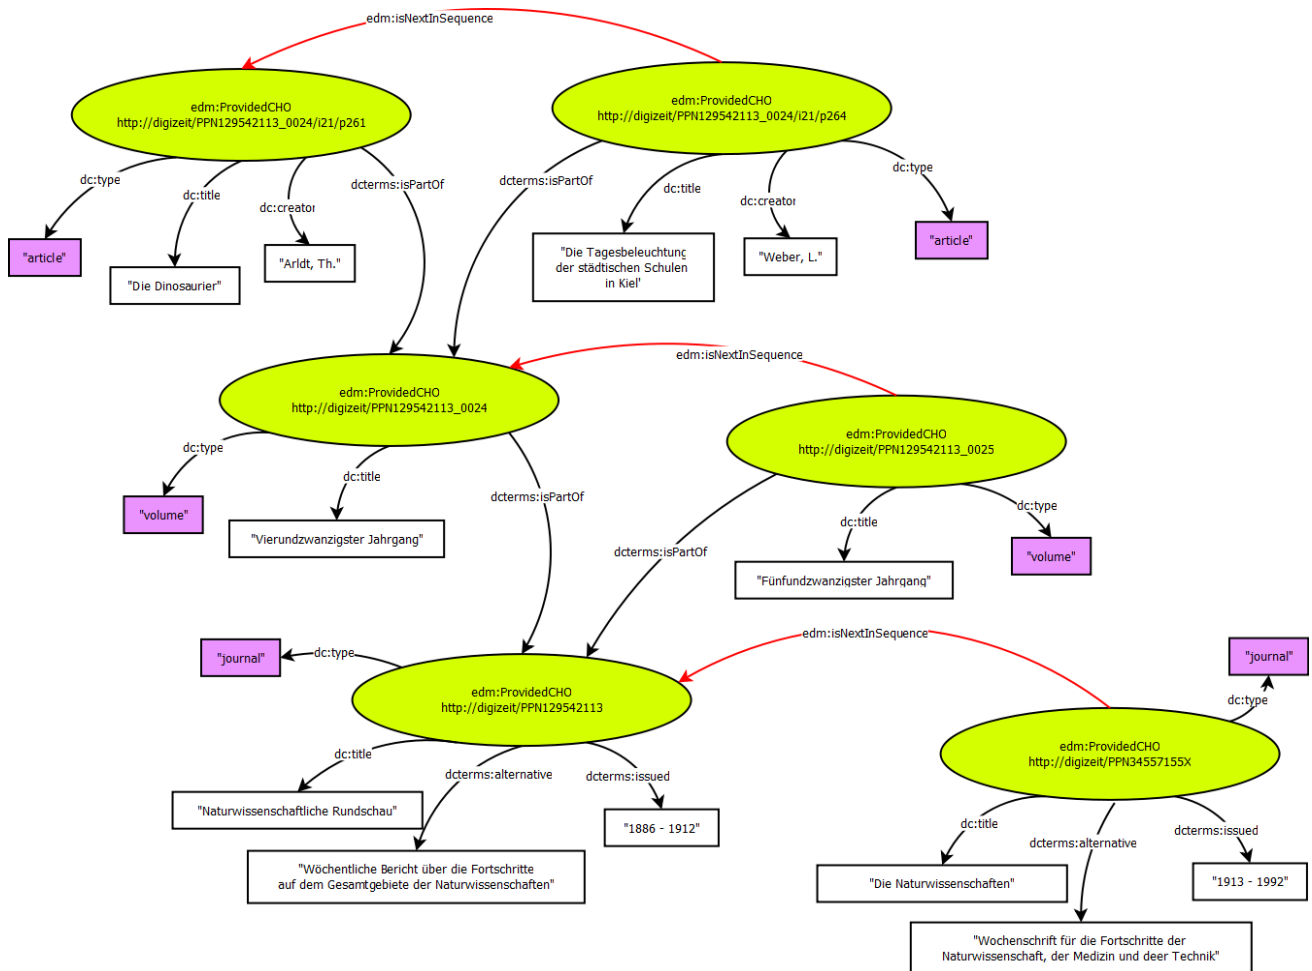 edm:isNextInSequence
edm:ProvidedCHO
http://digizeit/PPN129542113_0024/i21/p261
edm:ProvidedCHO
http://digizeit/PPN129542113_0024/i21/p264
dc:type
dc:title
dc:creator
dcterms:isPartOf
dcterms:isPartOf
dc:title
dc:creator
dc:type
"article"
"Die Dinosaurier"
"Arldt, Th."
"Die Tagesbeleuchtung
der städtischen Schulen
in Kiel'
"Weber, L."
"article"
edm:isNextInSequence
edm:ProvidedCHO
http://digizeit/PPN129542113_0024
edm:ProvidedCHO
http://digizeit/PPN129542113_0025
dc:type
dc:title
dcterms:isPartOf
dcterms:isPartOf
dc:title
dc:type
"volume"
"Vierundzwanzigster Jahrgang"
"Fünfundzwanzigster Jahrgang"
"volume"
edm:isNextInSequence
"journal"
dc:type
edm:ProvidedCHO
http://digizeit/PPN129542113
"journal"
dc:type
edm:ProvidedCHO
http://digizeit/PPN34557155X
dc:title
dcterms:alternative
dcterms:issued
"Naturwissenschaftliche Rundschau"
"1886 - 1912"
"Wöchentliche Bericht über die Fortschritte
auf dem Gesamtgebiete der Naturwissenschaften"
dc:title
dcterms:alternative
dcterms:issued
"Die Naturwissenschaften"
"1913 - 1992"
"Wochenschrift für die Fortschritte der
Naturwissenschaft, der Medizin und deer Technik"